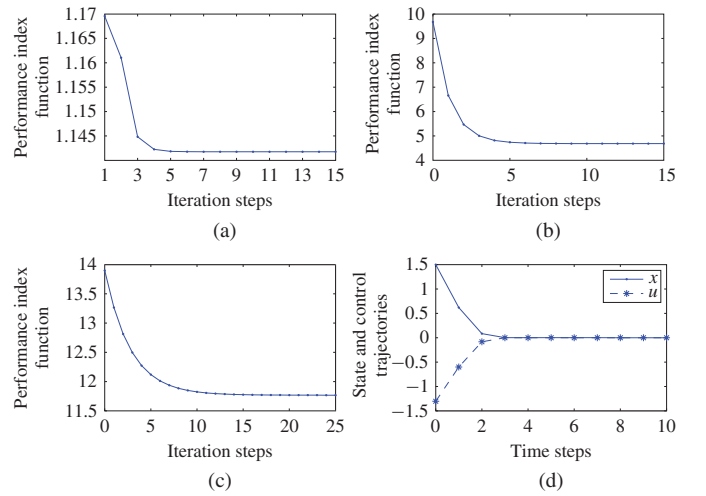 1.17
1.165
1.16
1.155
1.15
1.145
Performance index
function
1 3 5 7 9 11 13 15
Iteration steps
(a)
10
9
8
7
6
5
4
Performance index
function
0 5 10 15
Iteration steps
(b)
14
13.5
13
12.5
12
11.5
Performance index
function
0 5 10 15 20 25
Iteration steps
(c)
1.5
1
0.5
0
−0.5
−1
−1.5
State and control
trajectories
x
u
0 2 4 6 8 10
Time steps
(d)